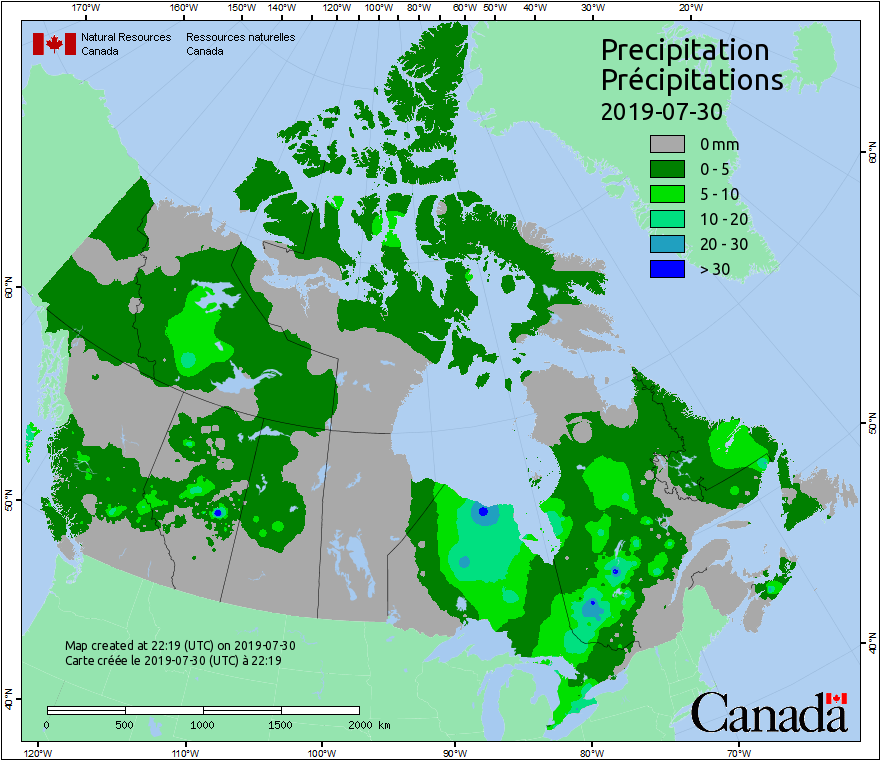 170°W 160°W 150°W 140°W 120°W 100°W 80°W 60°W 50°W 40°W 30°W 20°W
Natural Resources Ressources naturelles
Canada Canada
Precipitation
Précipitations
2019-07-30
0 mm
0 - 5
5 - 10
10 - 20
20 - 30
> 30
60°N 60°N
50°N 50°N
40°N 40°N
Map created at 22:19 (UTC) on 2019-07-30
Carte créée le 2019-07-30 (UTC) à 22:19
0 500 1000 1500 2000 km
Canada
120°W 110°W 100°W 90°W 80°W 70°W